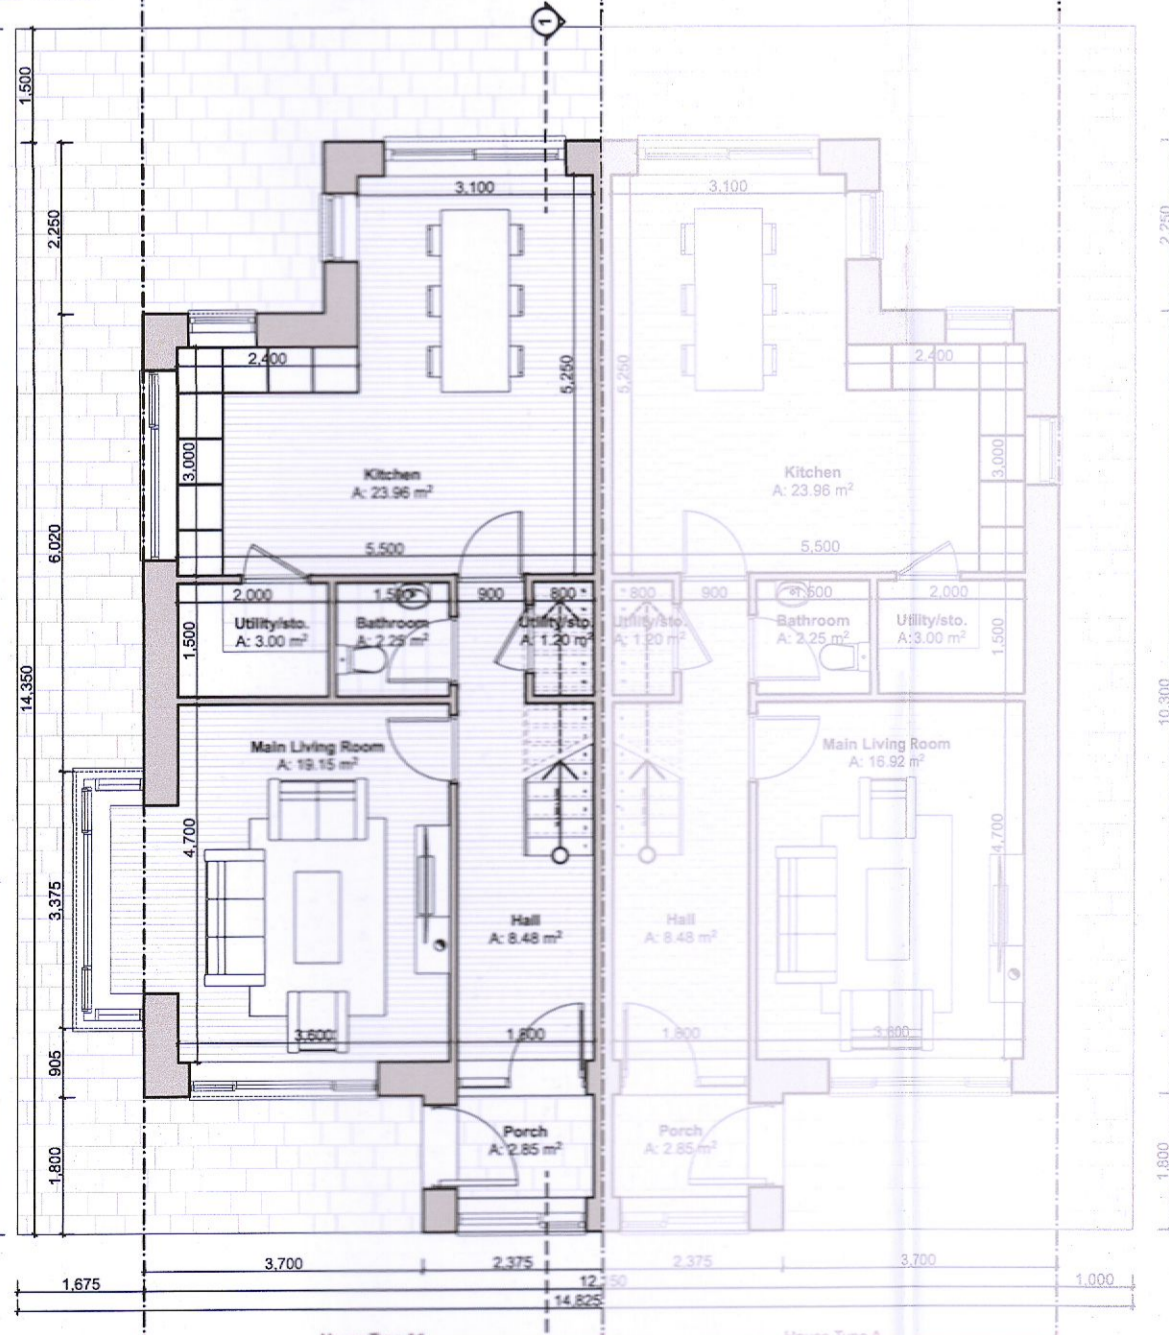 1
1,500
3,100
3,100
2,250
2,250
2,400
2,400
5,250
5,250
3,000
3,000
Kitchen
A: 23.96 m²
Kitchen
A: 23.96 m²
6,020
5,500
5,500
2,000
1,500
900
800
800
900
2,000
Utility/sto.
A: 3.00 m²
Bathroom
A: 2.25 m²
Utility/sto.
A: 1.20 m²
Utility/sto.
A: 1.20 m²
Bathroom
A: 2.25 m²
Utility/sto.
A: 3.00 m²
1,500
1,500
14,350
10,300
Main Living Room
A: 19.15 m²
Main Living Room
A: 16.92 m²
4,700
4,700
3,375
Hall
A: 8.48 m²
Hall
A: 8.48 m²
3,600
1,800
1,800
3,600
905
Porch
A: 2.85 m²
Porch
A: 2.85 m²
1,800
1,800
3,700
2,375
2,375
3,700
1,675
1,000
14,825